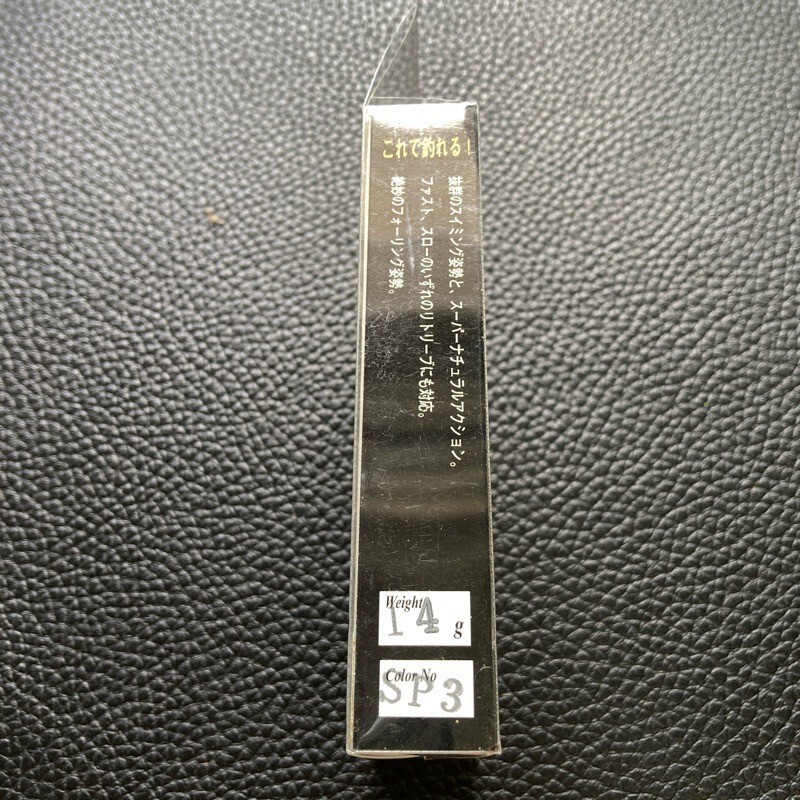 これで釣れる!
抜群のスイミング姿勢と、スーパーナチュラルアクション。
ファスト、スローのいずれのリトリーブにも対応。
絶妙のフォーリング姿勢。
Weight
14 g
Color No
SP3